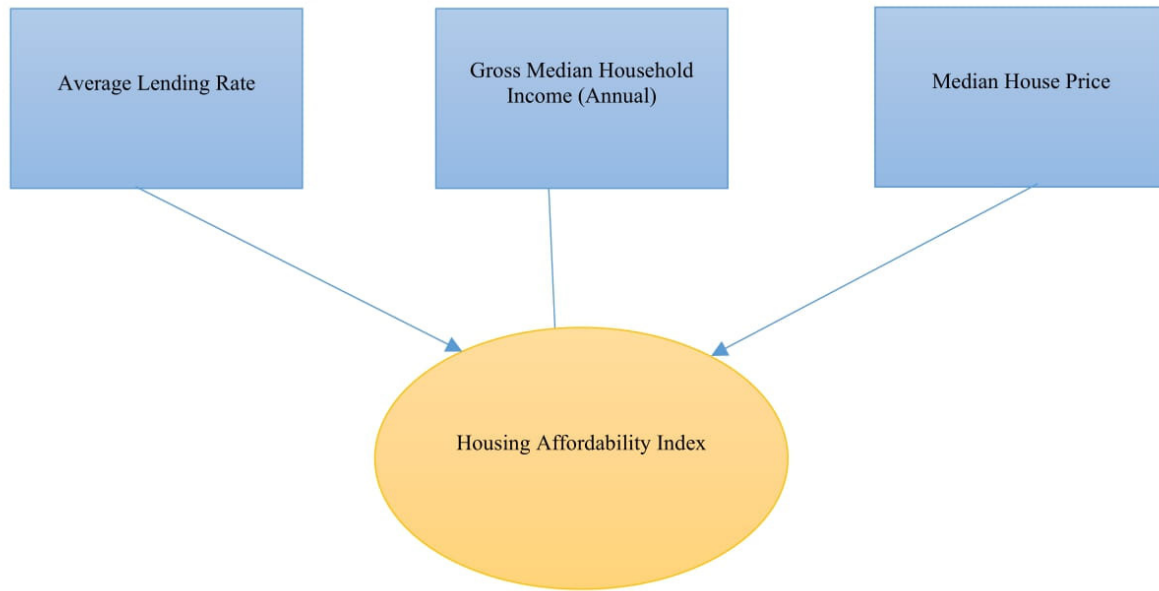 Average Lending Rate
Gross Median Household
Income (Annual)
Median House Price
Housing Affordability Index